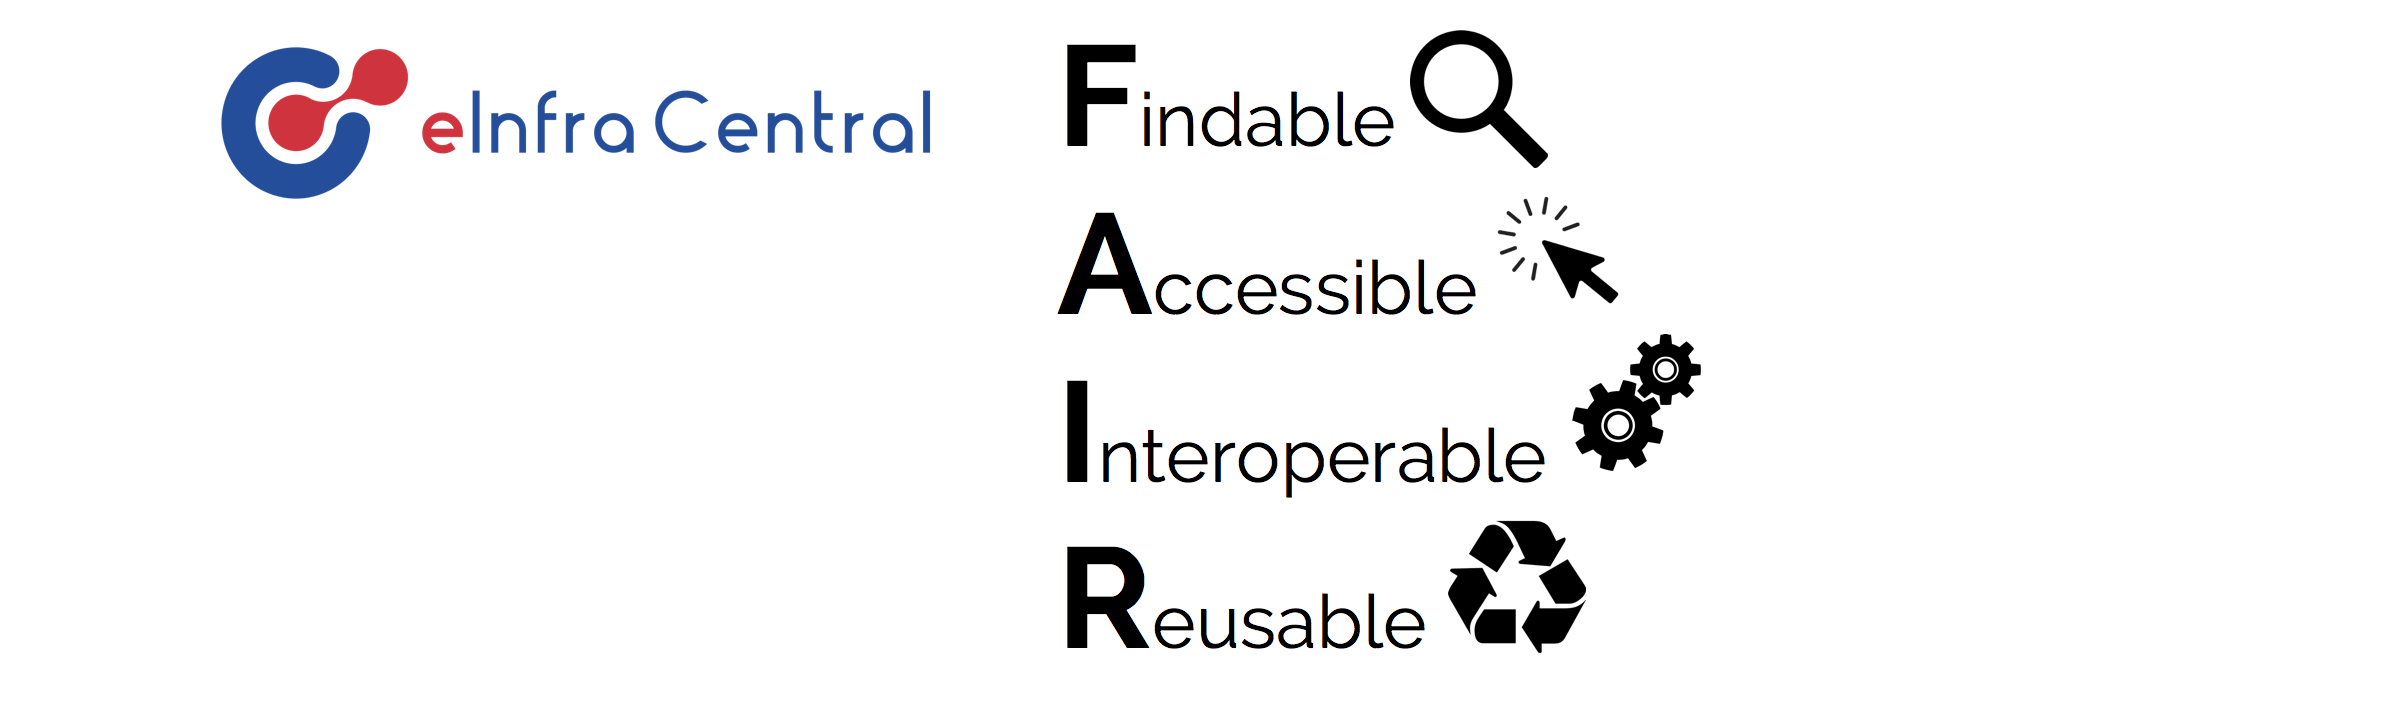 eInfra Central
Findable
Accessible
Interoperable
Reusable